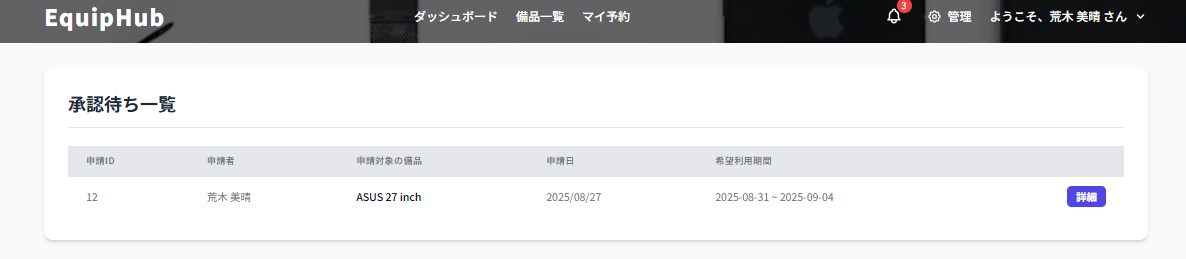 EquipHub ダッシュボード 備品一覧 マイ予約 3 管理 ようこそ、荒木 美晴 さん
承認待ち一覧
申請ID 申請者 申請対象の備品 申請日 希望利用期間
12 荒木 美晴 ASUS 27 inch 2025/08/27 2025-08-31 ~ 2025-09-04 詳細